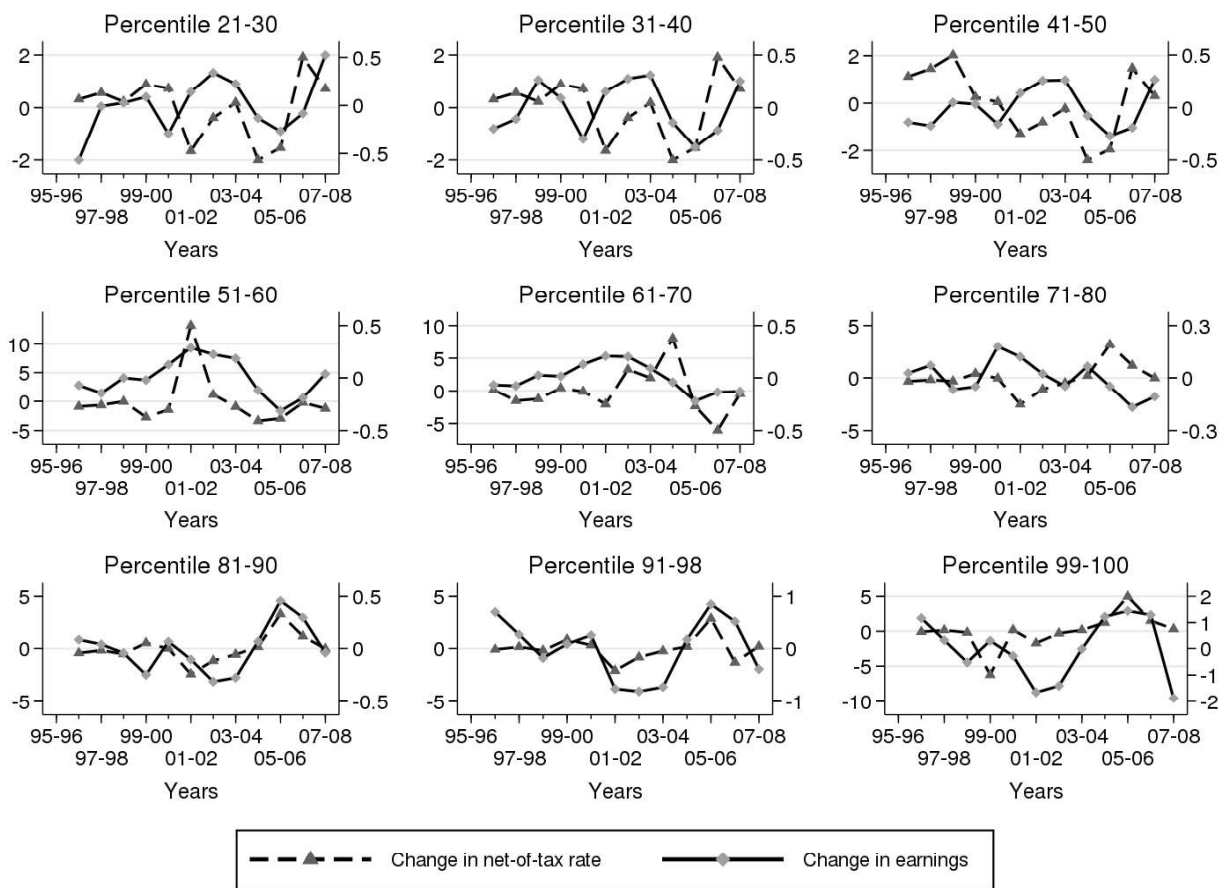 Percentile 21-30 Percentile 31-40 Percentile 41-50
2 0.5 2 0.5 2 0.5
0 0 0 0 0 0
-2 -0.5 -2 -0.5 -2 -0.5
95-96 99-00 03-04 07-08 95-96 99-00 03-04 07-08 95-96 99-00 03-04 07-08
97-98 01-02 05-06 97-98 01-02 05-06 97-98 01-02 05-06
Years Years Years
Percentile 51-60 Percentile 61-70 Percentile 71-80
10 0.5 10 0.5 5 0.3
5 5
0 0 0 0 0 0
-5 -0.5 -5 -0.5 -5 -0.3
95-96 99-00 03-04 07-08 95-96 99-00 03-04 07-08 95-96 99-00 03-04 07-08
97-98 01-02 05-06 97-98 01-02 05-06 97-98 01-02 05-06
Years Years Years
Percentile 81-90 Percentile 91-98 Percentile 99-100
5 0.5 5 1 5 2
0 1
0 0 0 0 0
-5 -1
-5 -0.5 -5 -1 -10 -2
95-96 99-00 03-04 07-08 95-96 99-00 03-04 07-08 95-96 99-00 03-04 07-08
97-98 01-02 05-06 97-98 01-02 05-06 97-98 01-02 05-06
Years Years Years
Change in net-of-tax rate Change in earnings